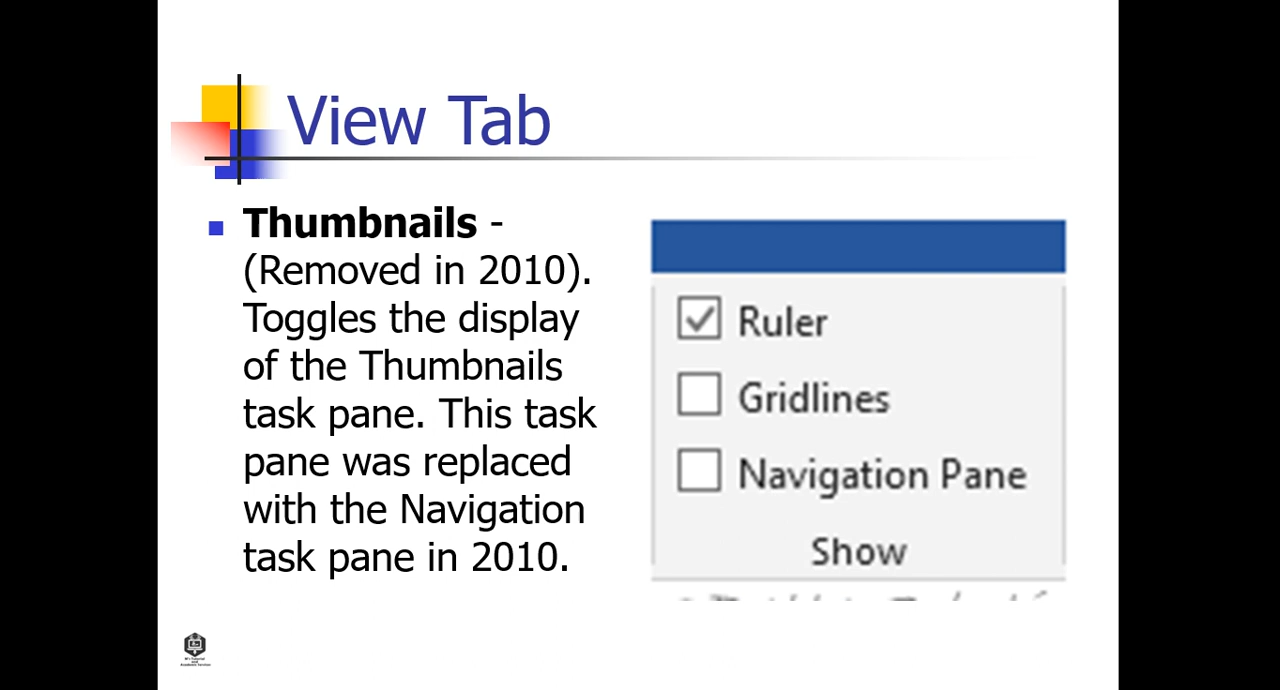 View Tab
Thumbnails -
(Removed in 2010).
Toggles the display
of the Thumbnails
task pane. This task
pane was replaced
with the Navigation
task pane in 2010.
Ruler
Gridlines
Navigation Pane
Show